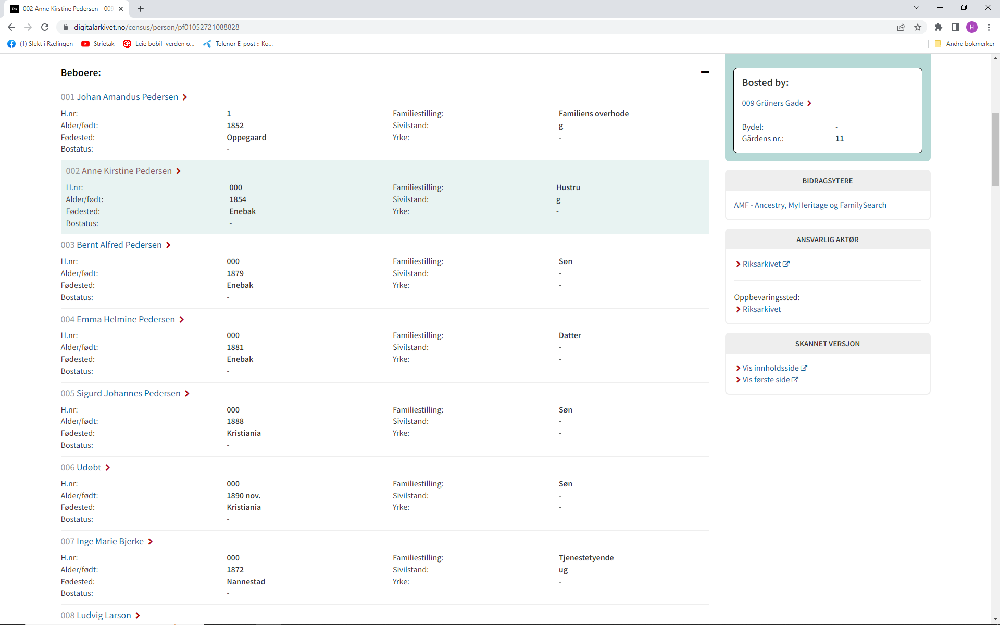 002 Anne Kirstine Pedersen - 009
digitalarkivet.no/census/person/pf01052721088828
H
(1) Slekt i Rælingen
Strietak
Leie bobil verden o...
Telenor E-post :: Ko...
Andre bokmerker
Beboere:
001 Johan Amandus Pedersen
H.nr: 1 Familiestilling: Familiens overhode
Alder/født: 1852 Sivilstand: g
Fødested: Oppegaard Yrke: -
Bostatus: -
002 Anne Kirstine Pedersen
H.nr: 000 Familiestilling: Hustru
Alder/født: 1854 Sivilstand: g
Fødested: Enebak Yrke: -
Bostatus: -
003 Bernt Alfred Pedersen
H.nr: 000 Familiestilling: Søn
Alder/født: 1879 Sivilstand: -
Fødested: Enebak Yrke: -
Bostatus: -
004 Emma Helmine Pedersen
H.nr: 000 Familiestilling: Datter
Alder/født: 1881 Sivilstand: -
Fødested: Enebak Yrke: -
Bostatus: -
005 Sigurd Johannes Pedersen
H.nr: 000 Familiestilling: Søn
Alder/født: 1888 Sivilstand: -
Fødested: Kristiania Yrke: -
Bostatus: -
006 Udøbt
H.nr: 000 Familiestilling: Søn
Alder/født: 1890 nov. Sivilstand: -
Fødested: Kristiania Yrke: -
Bostatus: -
007 Inge Marie Bjerke
H.nr: 000 Familiestilling: Tjenestetyende
Alder/født: 1872 Sivilstand: ug
Fødested: Nannestad Yrke: -
Bostatus: -
008 Ludvig Larson
Bosted by:
009 Grüners Gade
Bydel: -
Gårdens nr.: 11
BIDRAGSYTERE
AMF - Ancestry, MyHeritage og FamilySearch
ANSVARLIG AKTØR
Riksarkivet
Oppbevaringssted:
Riksarkivet
SKANNET VERSJON
Vis innholdsside
Vis første side